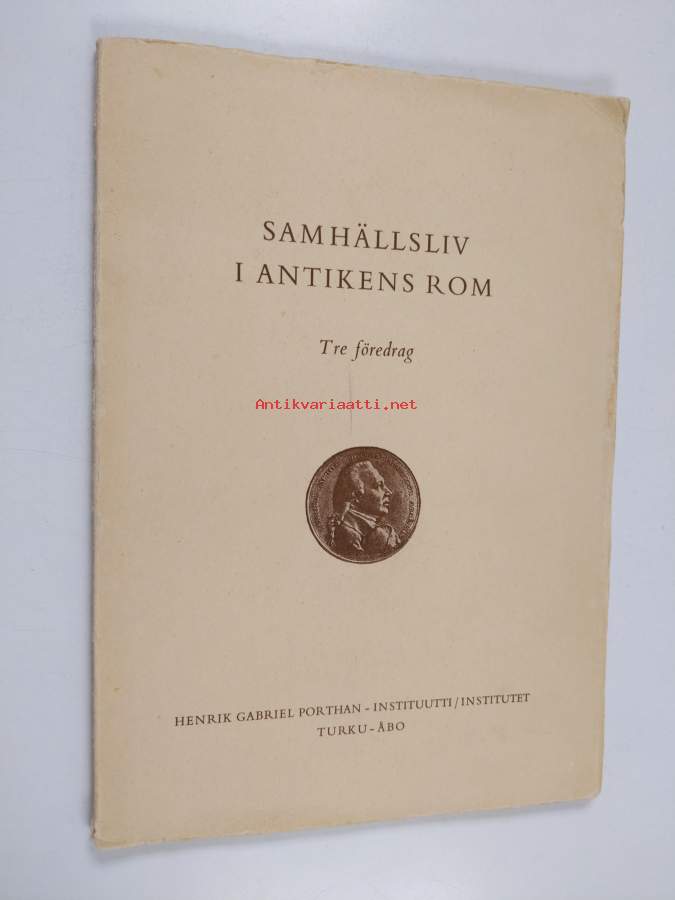 SAMHÄLLSLIV
I ANTIKENS ROM
Tre föredrag
Antikvariaatti.net
HENRIK GABRIEL PORTHAN - INSTITUUTTI / INSTITUTET
TURKU - ÅBO